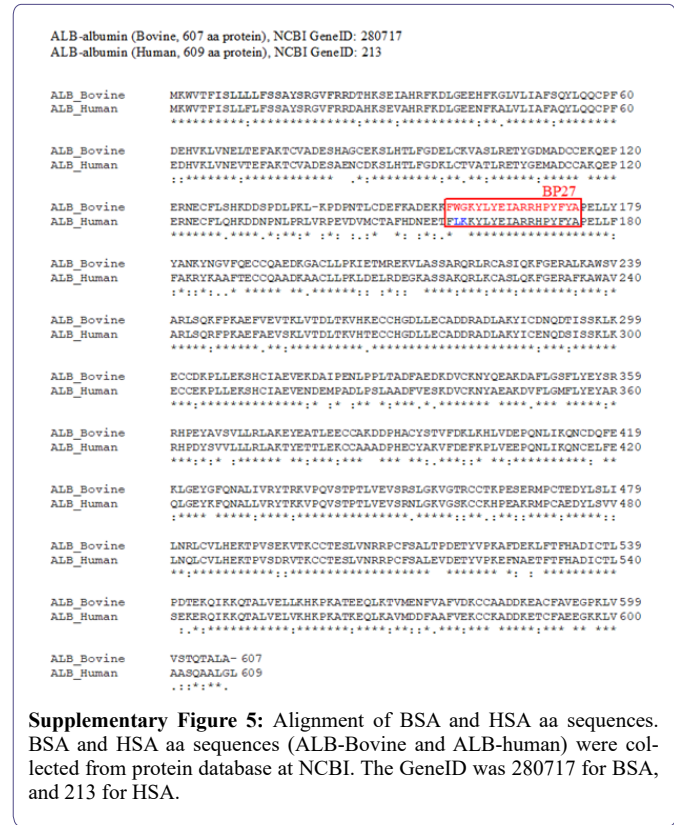 ALB-albumin (Bovine, 607 aa protein), NCBI GeneID: 280717
ALB-albumin (Human, 609 aa protein), NCBI GeneID: 213
ALB_Bovine MKWVTFISLLLLFSSAYSRGVFRRDTHKSEIAHRFKDLGEEHFKGLVLIAFSQYLQQCPF 60
ALB_Human MKWVTFISLLFLFSSAYSRGVFRRDAHKSEVAHRFKDLGEENFKALVLIAFAQYLQQCPF 60
**********:**************:****:**********:**.******:********
ALB_Bovine DEHVKLVNELTEFAKTCVADESHAGCEKSLHTLFGDELCKVASLRETYGDMADCCEKQEP 120
ALB_Human EDHVKLVNEVTEFAKTCVADESAENCDKSLHTLFGDKLCTVATLRETYGEMADCCAKQEP 120
::*******:************ .*:*********:**.**:******:***** ****
BP27
ALB_Bovine ERNECFLSHKDDSPDLPKL-KPDPNTLCDEFKADEKKFWGKYLYEIARRHPYFYAPELLY 179
ALB_Human ERNECFLQHKDDNPNLPRLVRPEVDVMCTAFHDNEETFLKKYLYEIARRHPYFYAPELLF 180
*******.****.*:**:* :*: :.:* *: :*:.* *******************:
ALB_Bovine YANKYNGVFQECCQAEDKGACLLPKIETMREKVLASSARQRLRCASIQKFGERALKAWSV 239
ALB_Human FAKRYKAAFTECCQAADKAACLLPKLDELRDEGKASSAKQRLKCASLQKFGERAFKAWAV 240
:*::*:..* ***** **.******:: :*:: ****:***:***:*******:***:*
ALB_Bovine ARLSQKFPKAEFVEVTKLVTDLTKVHKECCHGDLLECADDRADLAKYICDNQDTISSKLK 299
ALB_Human ARLSQRFPKAEFAEVSKLVTDLTKVHTECCHGDLLECADDRADLAKYICENQDSISSKLK 300
*****:******.**:**********.**********************:***:******
ALB_Bovine ECCDKPLLEKSHCIAEVEKDAIPENLPPLTADFAEDKDVCKNYQEAKDAFLGSFLYEYSR 359
ALB_Human ECCEKPLLEKSHCIAEVENDEMPADLPSLAADFVESKDVCKNYAEAKDVFLGMFLYEYAR 360
***:**************:* :* :** *:***.*.******* ****.*** *****:*
ALB_Bovine RHPEYAVSVLLRLAKEYEATLEECCAKDDPHACYSTVFDKLKHLVDEPQNLIKQNCDQFE 419
ALB_Human RHPDYSVVLLLRLAKTYETTLEKCCAAADPHECYAKVFDEFKPLVEEPQNLIKQNCELFE 420
***:*:* :****** **:***:*** *** **:.***::* **:**********: **
ALB_Bovine KLGEYGFQNALIVRYTRKVPQVSTPTLVEVSRSLGKVGTRCCTKPESERMPCTEDYLSLI 479
ALB_Human QLGEYKFQNALLVRYTKKVPQVSTPTLVEVSRNLGKVGSKCCKHPEAKRMPCAEDYLSVV 480
:**** *****:****:***************.*****::**.:**::****:*****::
ALB_Bovine LNRLCVLHEKTPVSEKVTKCCTESLVNRRPCFSALTPDETYVPKAFDEKLFTFHADICTL 539
ALB_Human LNQLCVLHEKTPVSDRVTKCCTESLVNRRPCFSALEVDETYVPKEFNAETFTFHADICTL 540
**:***********::******************* ******* *: : **********
ALB_Bovine PDTEKQIKKQTALVELLKHKPKATEEQLKTVMENFVAFVDKCCAADDKEACFAVEGPKLV 599
ALB_Human SEKERQIKKQTALVELVKHKPKATKEQLKAVMDDFAAFVEKCCKADDKETCFAEEGKKLV 600
:.*:***********:*******:****:**::*.***:*** *****:*** ** ***
ALB_Bovine VSTQTALA- 607
ALB_Human AASQAALGL 609
.::*:**.
Supplementary Figure 5: Alignment of BSA and HSA aa sequences.
BSA and HSA aa sequences (ALB-Bovine and ALB-human) were col-
lected from protein database at NCBI. The GeneID was 280717 for BSA,
and 213 for HSA.